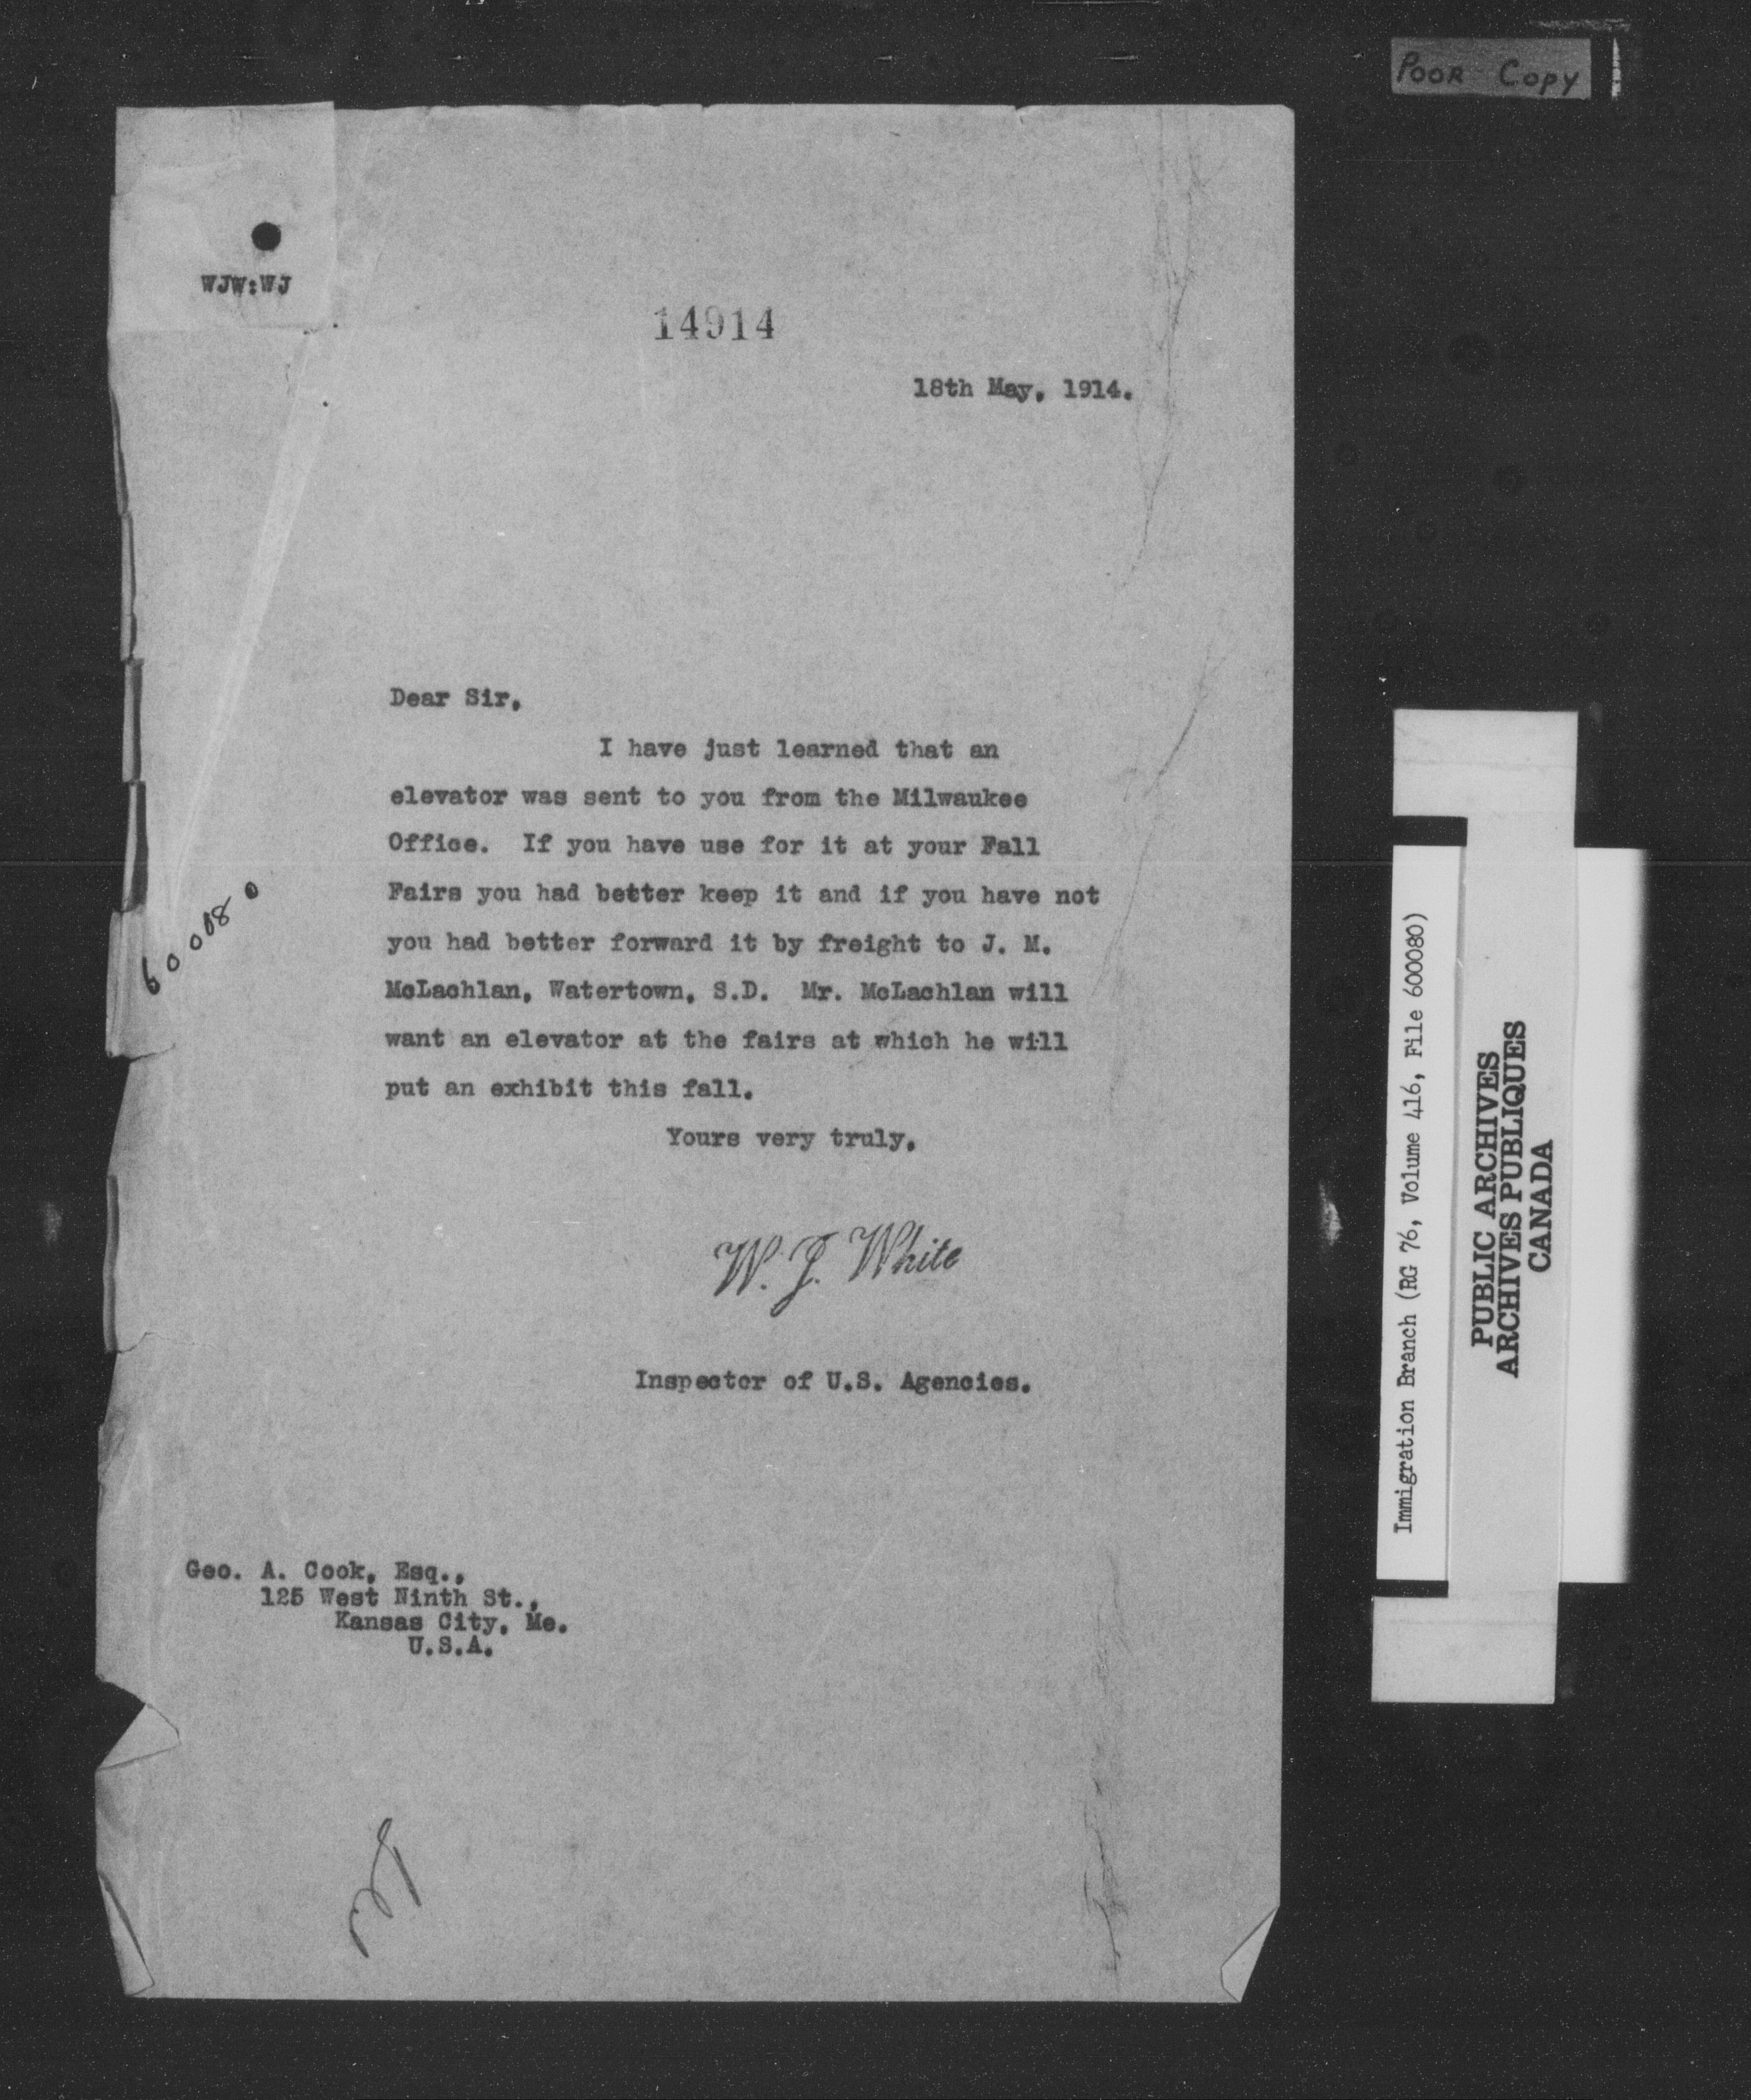 POOR COPY
WJW:WJ
14914
18th May, 1914.
Dear Sir,
I have just learned that an
elevator was sent to you from the Milwaukee
Office. If you have use for it at your Fall
Fairs you had better keep it and if you have not
you had better forward it by freight to J. M.
McLachlan, Watertown, S.D. Mr. McLachlan will
want an elevator at the fairs at which he will
put an exhibit this fall.
Yours very truly,
W. J. White
Inspector of U.S. Agencies.
600080
Geo. A. Cook, Esq.,
125 West Ninth St.,
Kansas City, Mo.
U.S.A.
Immigration Branch (RG 76, Volume 416, File 600080)
PUBLIC ARCHIVES
ARCHIVES PUBLIQUES
CANADA